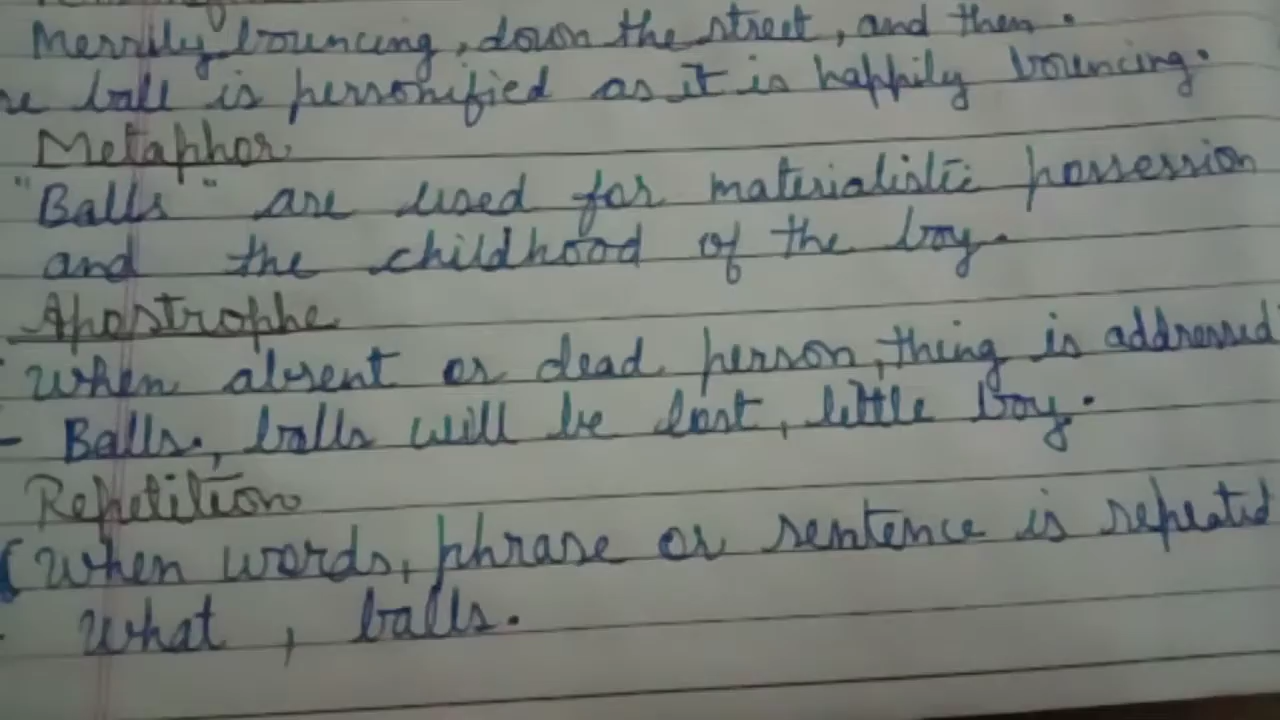 Merrily bouncing, down the street, and then.
ball is personified as it is happily bouncing.
Metaphor
"Balls" are used for materialistic possession
and the childhood of the boy.
Apostrophe
When absent or dead person, thing is addressed
- Balls, balls will be lost, little boy.
Repetition
(When words, phrase or sentence is repeated
What, balls.